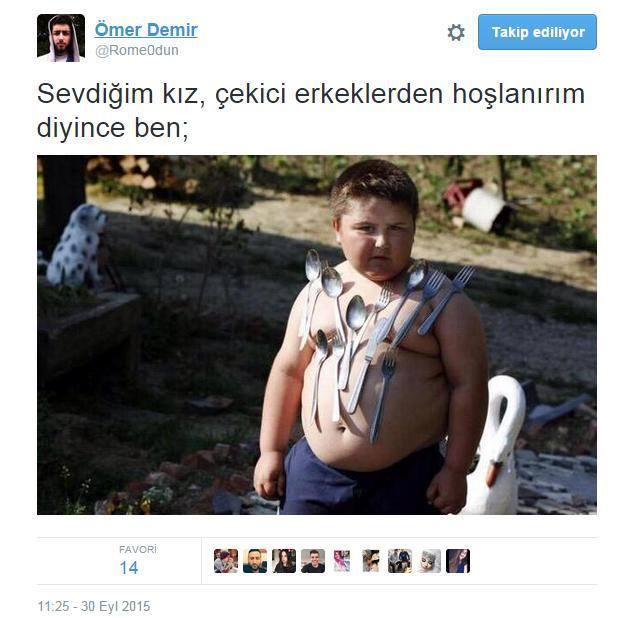 Ömer Demir
@Rome0dun
Takip ediliyor
Sevdiğim kız, çekici erkeklerden hoşlanırım
diyince ben;
FAVORİ
14
11:25 - 30 Eyl 2015